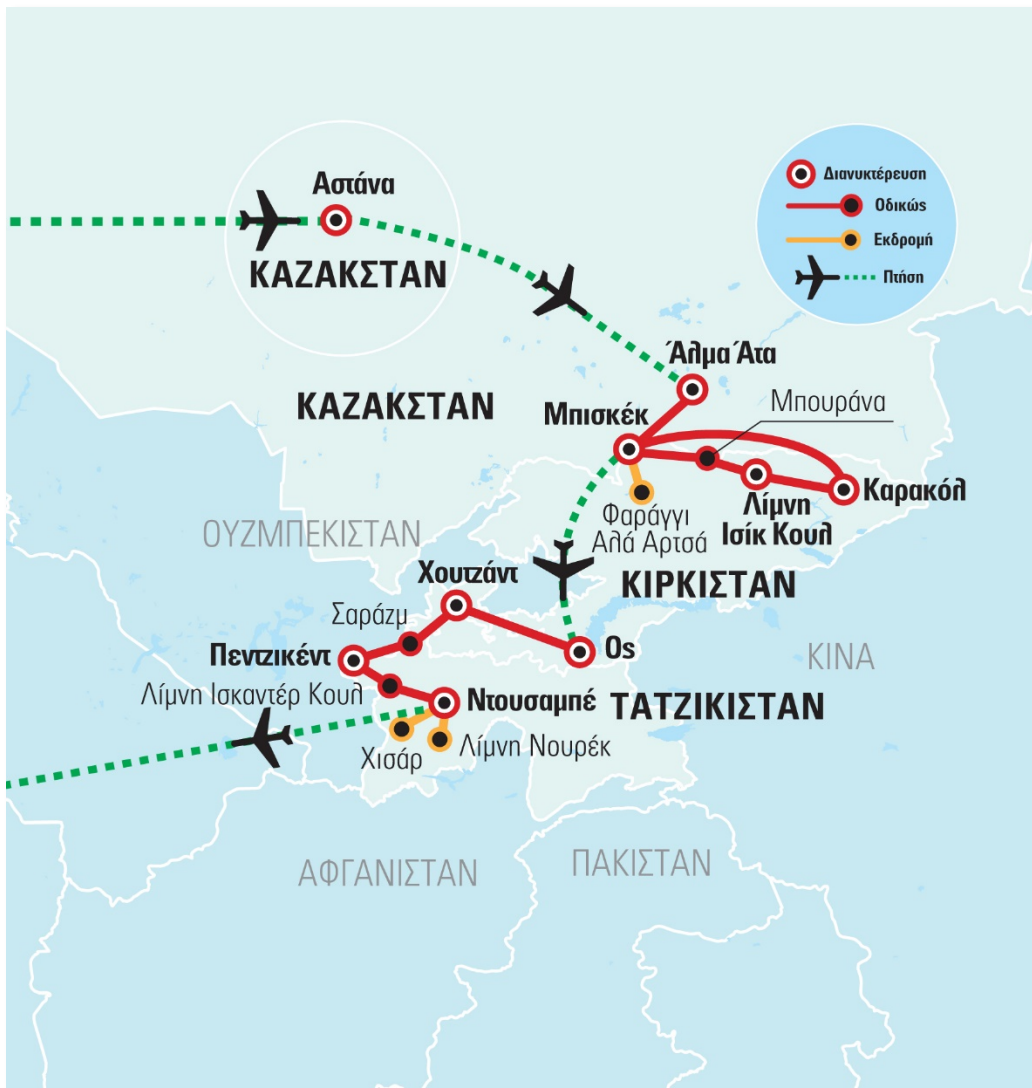 Αστάνα
ΚΑΖΑΚΣΤΑΝ
Διανυκτέρευση
Οδικώς
Εκδρομή
Πτήση
Άλμα Άτα
ΚΑΖΑΚΣΤΑΝ
Μπισκέκ
Μπουράνα
Καρακόλ
Λίμνη
Ισίκ Κουλ
Φαράγγι
Αλά Αρτσά
ΟΥΖΜΠΕΚΙΣΤΑΝ
Χουτζάντ
ΚΙΡΚΙΣΤΑΝ
Σαράζμ
Πεντζικέντ
Ος
ΚΙΝΑ
Λίμνη Ισκαντέρ Κουλ
Ντουσαμπέ
ΤΑΤΖΙΚΙΣΤΑΝ
Χισάρ
Λίμνη Νουρέκ
ΑΦΓΑΝΙΣΤΑΝ
ΠΑΚΙΣΤΑΝ